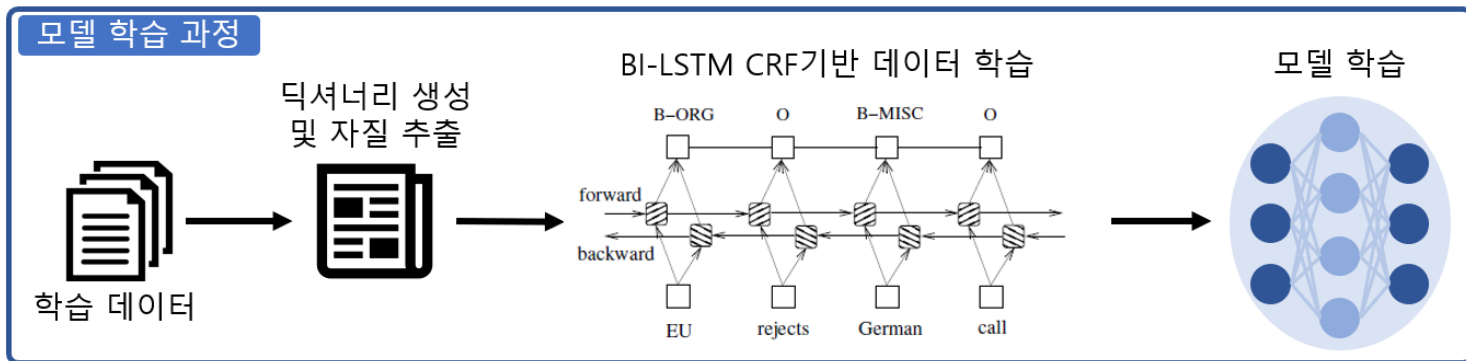 모델 학습 과정
학습 데이터
딕셔너리 생성
및 자질 추출
BI-LSTM CRF기반 데이터 학습
B-ORG O B-MISC O
forward
backward
EU rejects German call
모델 학습